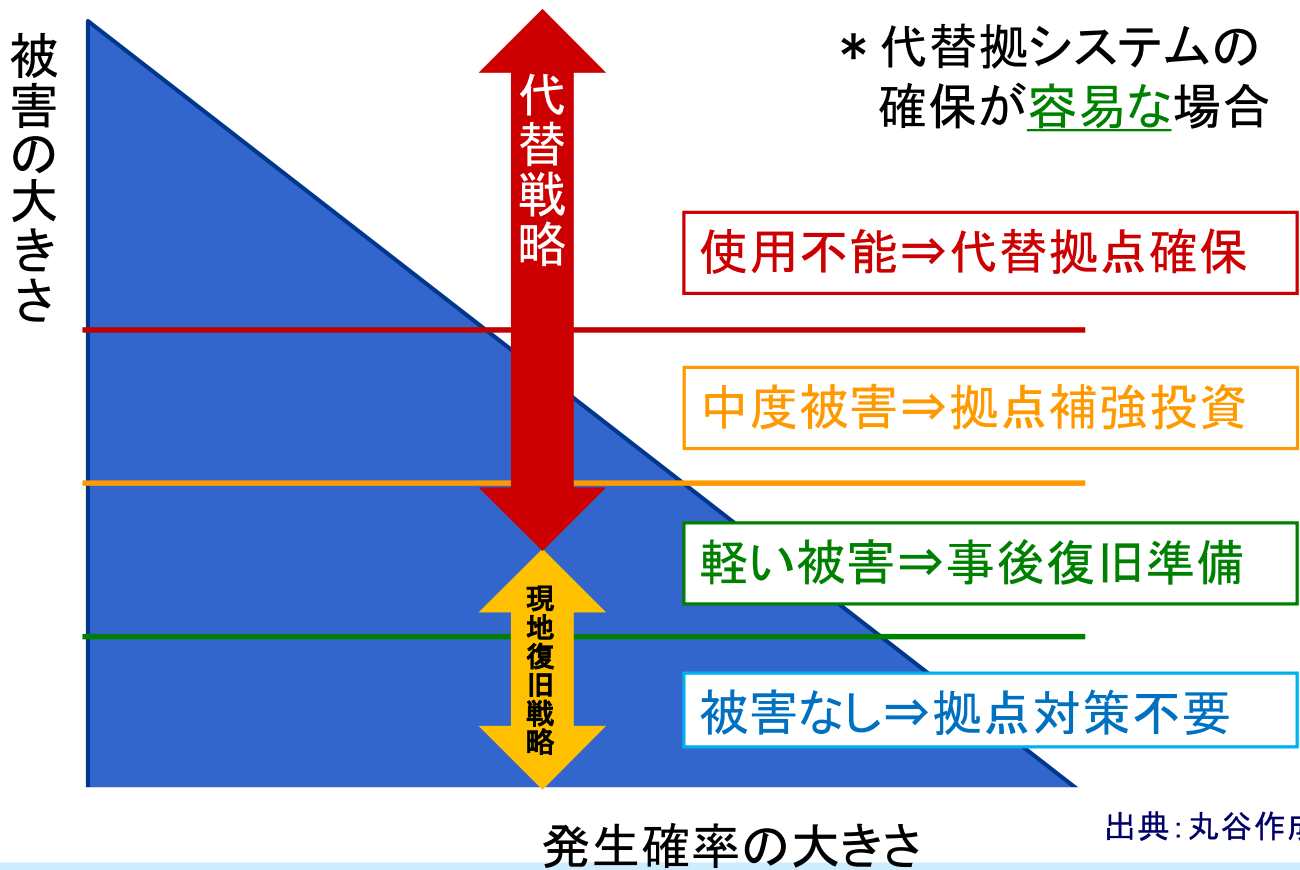 被害の大きさ
代替戦略
*代替拠システムの
確保が容易な場合
使用不能⇒代替拠点確保
中度被害⇒拠点補強投資
軽い被害⇒事後復旧準備
現地復旧戦略
被害なし⇒拠点対策不要
発生確率の大きさ
出典:丸谷作成